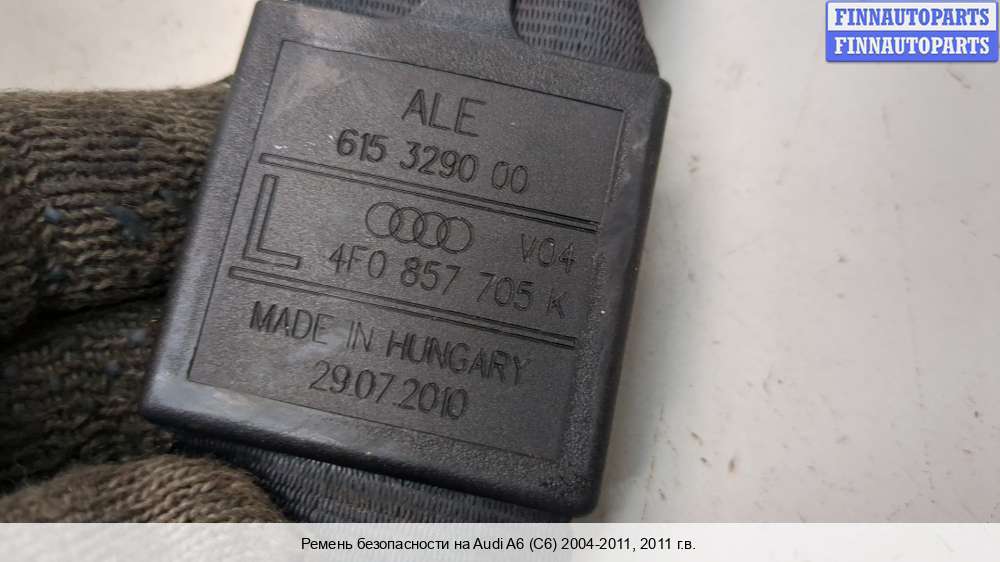 FINNAUTOPARTS
FINNAUTOPARTS
ALE
615 3290 00
L
V04
4F0 857 705 K
MADE IN HUNGARY
29.07.2010
Ремень безопасности на Audi A6 (C6) 2004-2011, 2011 г.в.